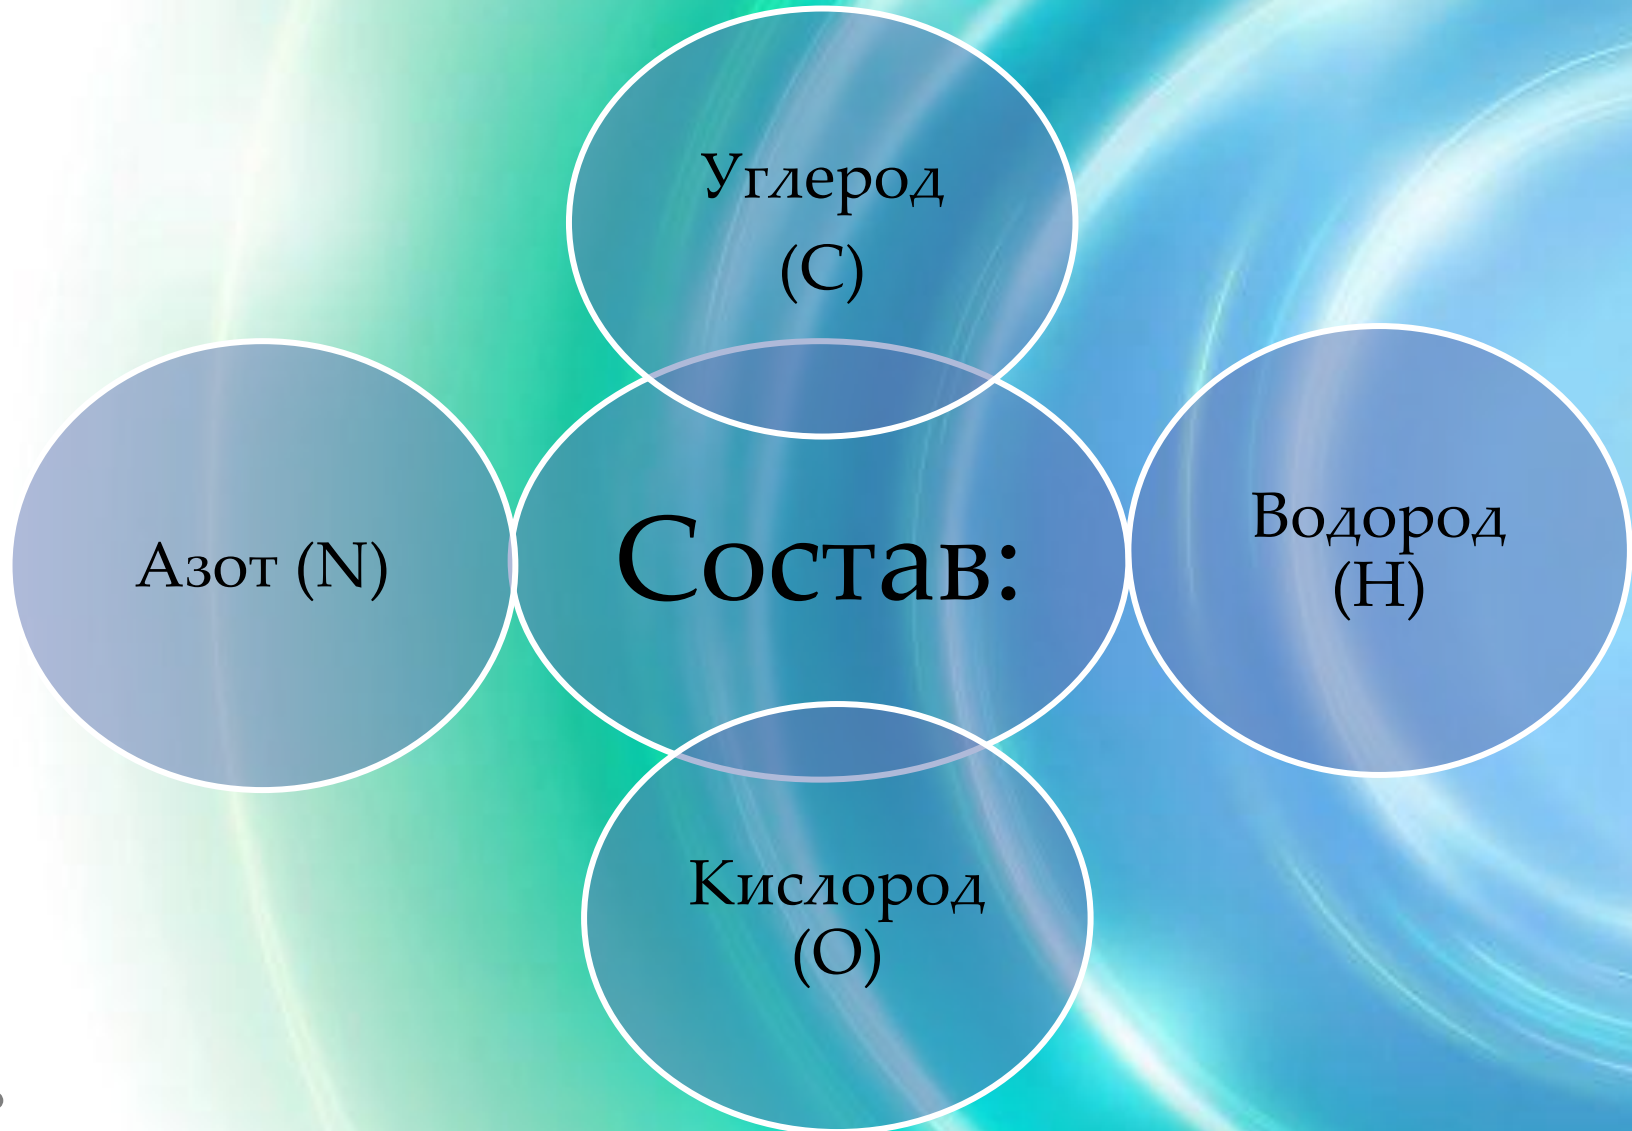 Углерод
(C)
Азот (N)
Состав:
Водород
(H)
Кислород
(O)